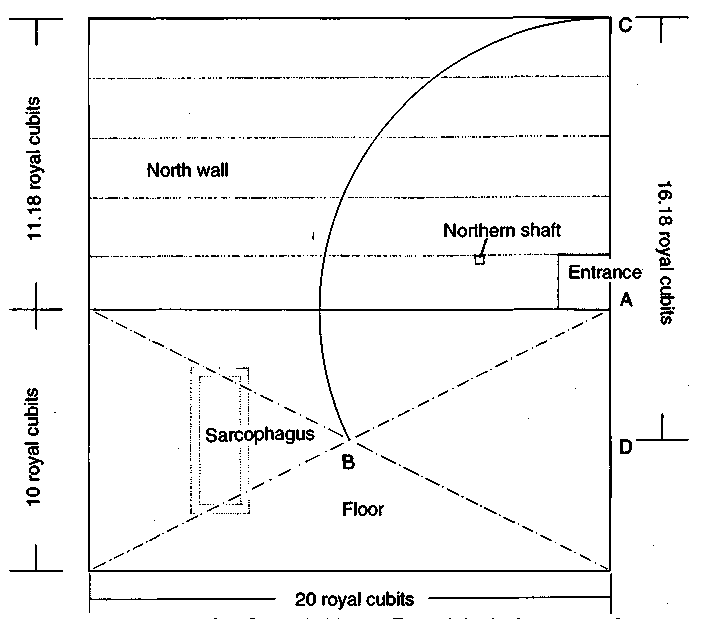 C
11.18 royal cubits
North wall
16.18 royal cubits
Northern shaft
Entrance
A
10 royal cubits
Sarcophagus
B
D
Floor
20 royal cubits